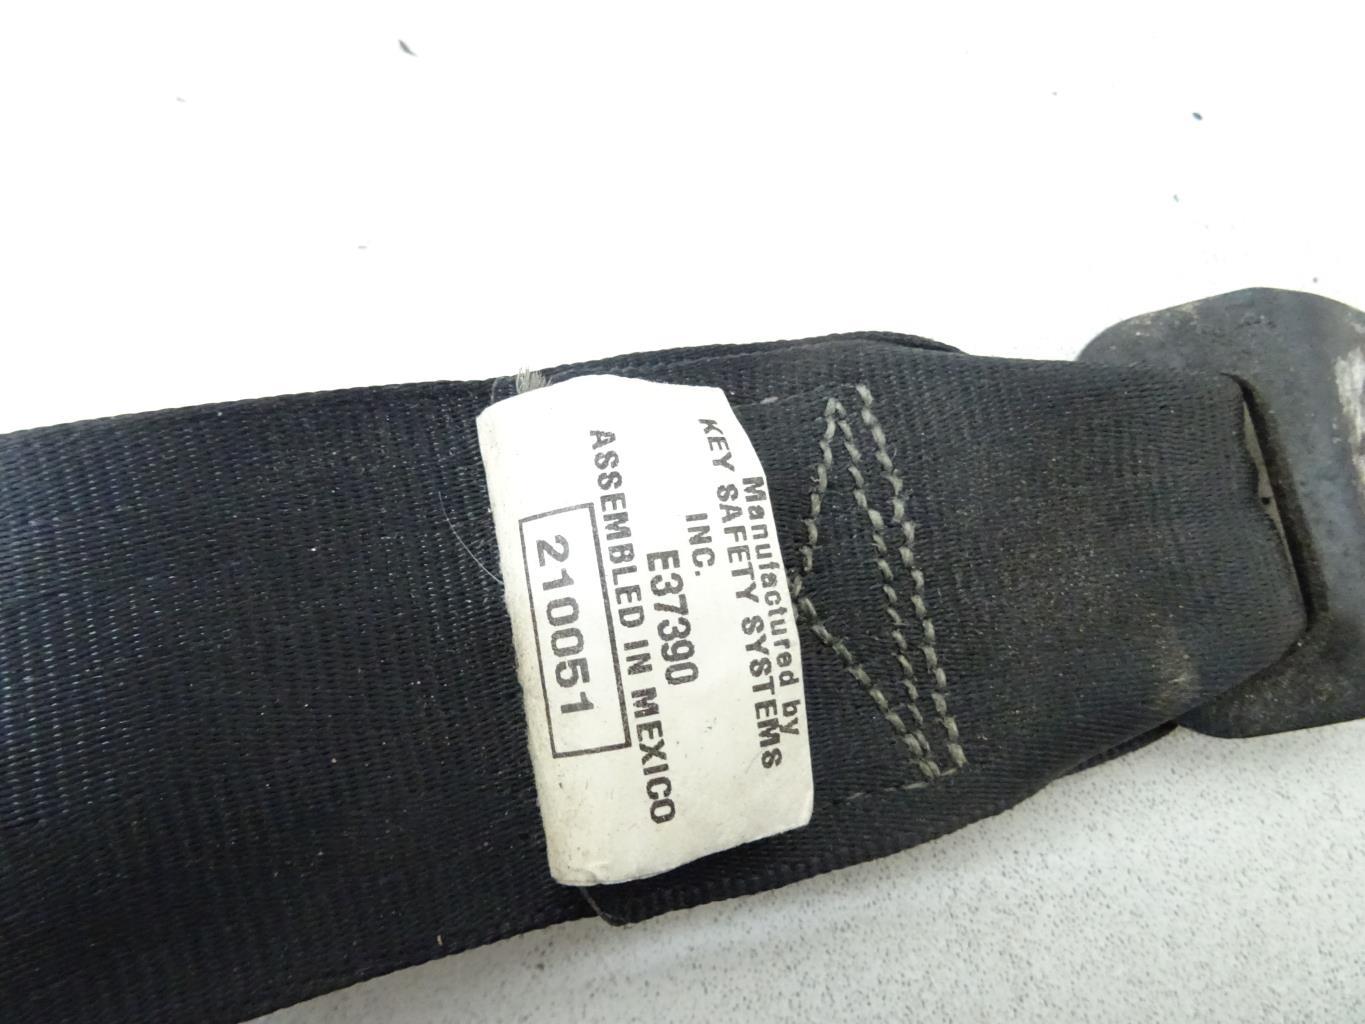 Manufactured by
KEY SAFETY SYSTEMS
INC.
E37390
ASSEMBLED IN MEXICO
210051